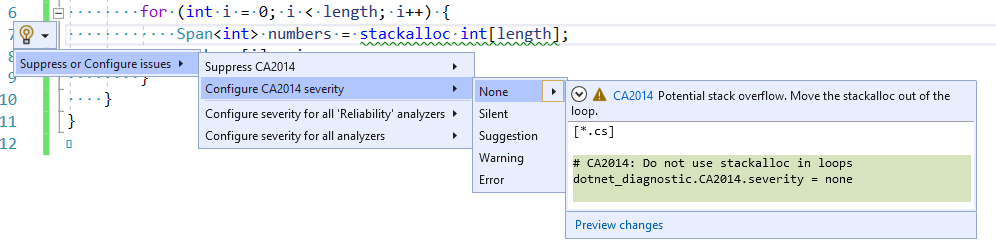 6 for (int i = 0; i < length; i++) {
Span<int> numbers = stackalloc int[length];
Suppress or Configure issues
Suppress CA2014
Configure CA2014 severity
Configure severity for all 'Reliability' analyzers
Configure severity for all analyzers
None
Silent
Suggestion
Warning
Error
CA2014 Potential stack overflow. Move the stackalloc out of the
loop.
[*.cs]
# CA2014: Do not use stackalloc in loops
dotnet_diagnostic.CA2014.severity = none
Preview changes
9 }
10 }
11 }
12